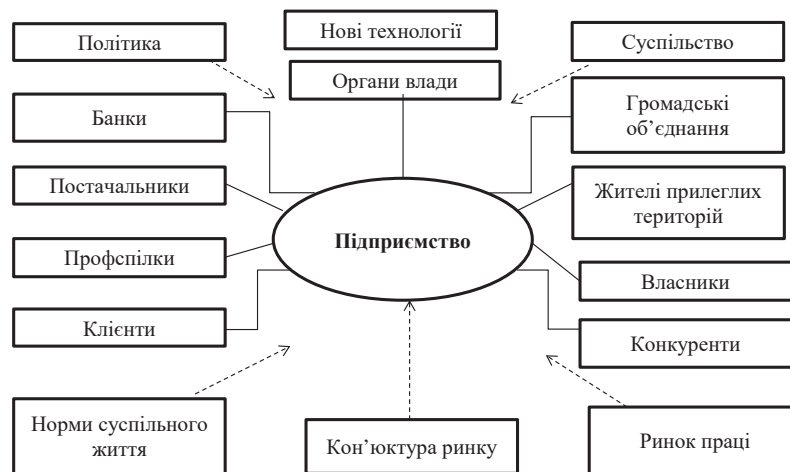 Політика
Нові технології
Суспільство
Органи влади
Банки
Громадські
об’єднання
Постачальники
Жителі прилеглих
територій
Підприємство
Профспілки
Власники
Клієнти
Конкуренти
Норми суспільного
життя
Кон’юктура ринку
Ринок праці